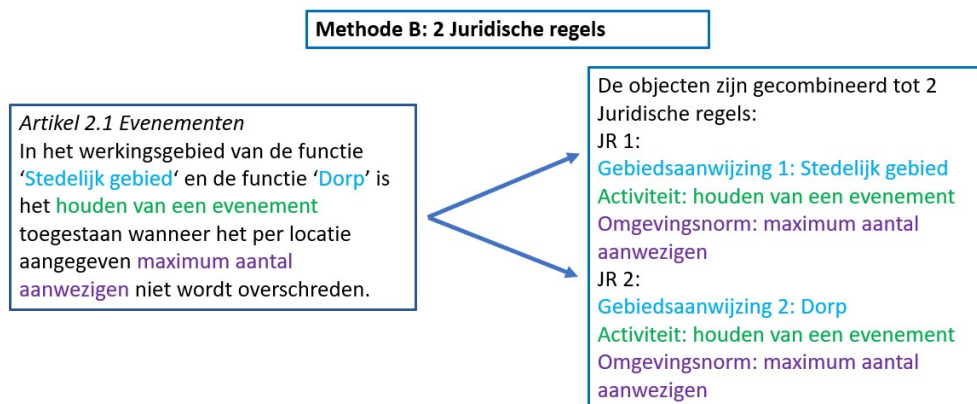 Methode B: 2 Juridische regels
Artikel 2.1 Evenementen
In het werkingsgebied van de functie
‘Stedelijk gebied‘ en de functie ‘Dorp’ is
het houden van een evenement
toegestaan wanneer het per locatie
aangegeven maximum aantal
aanwezigen niet wordt overschreden.
De objecten zijn gecombineerd tot 2
Juridische regels:
JR 1:
Gebiedsaanwijzing 1: Stedelijk gebied
Activiteit: houden van een evenement
Omgevingsnorm: maximum aantal
aanwezigen
JR 2:
Gebiedsaanwijzing 2: Dorp
Activiteit: houden van een evenement
Omgevingsnorm: maximum aantal
aanwezigen